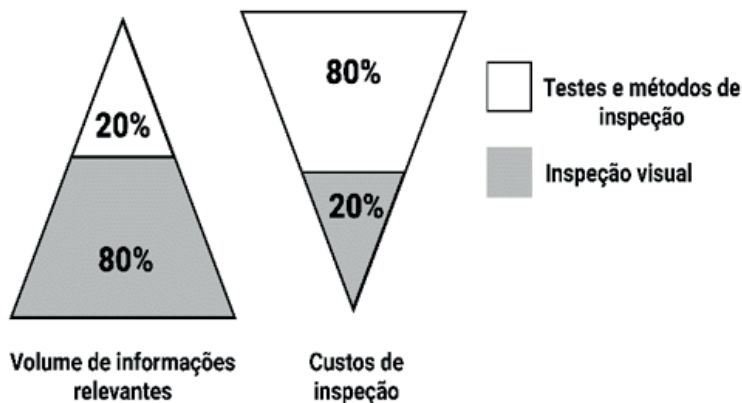 20%
80%
Volume de informações
relevantes
80%
20%
Custos de
inspeção
Testes e métodos de
inspeção
Inspeção visual